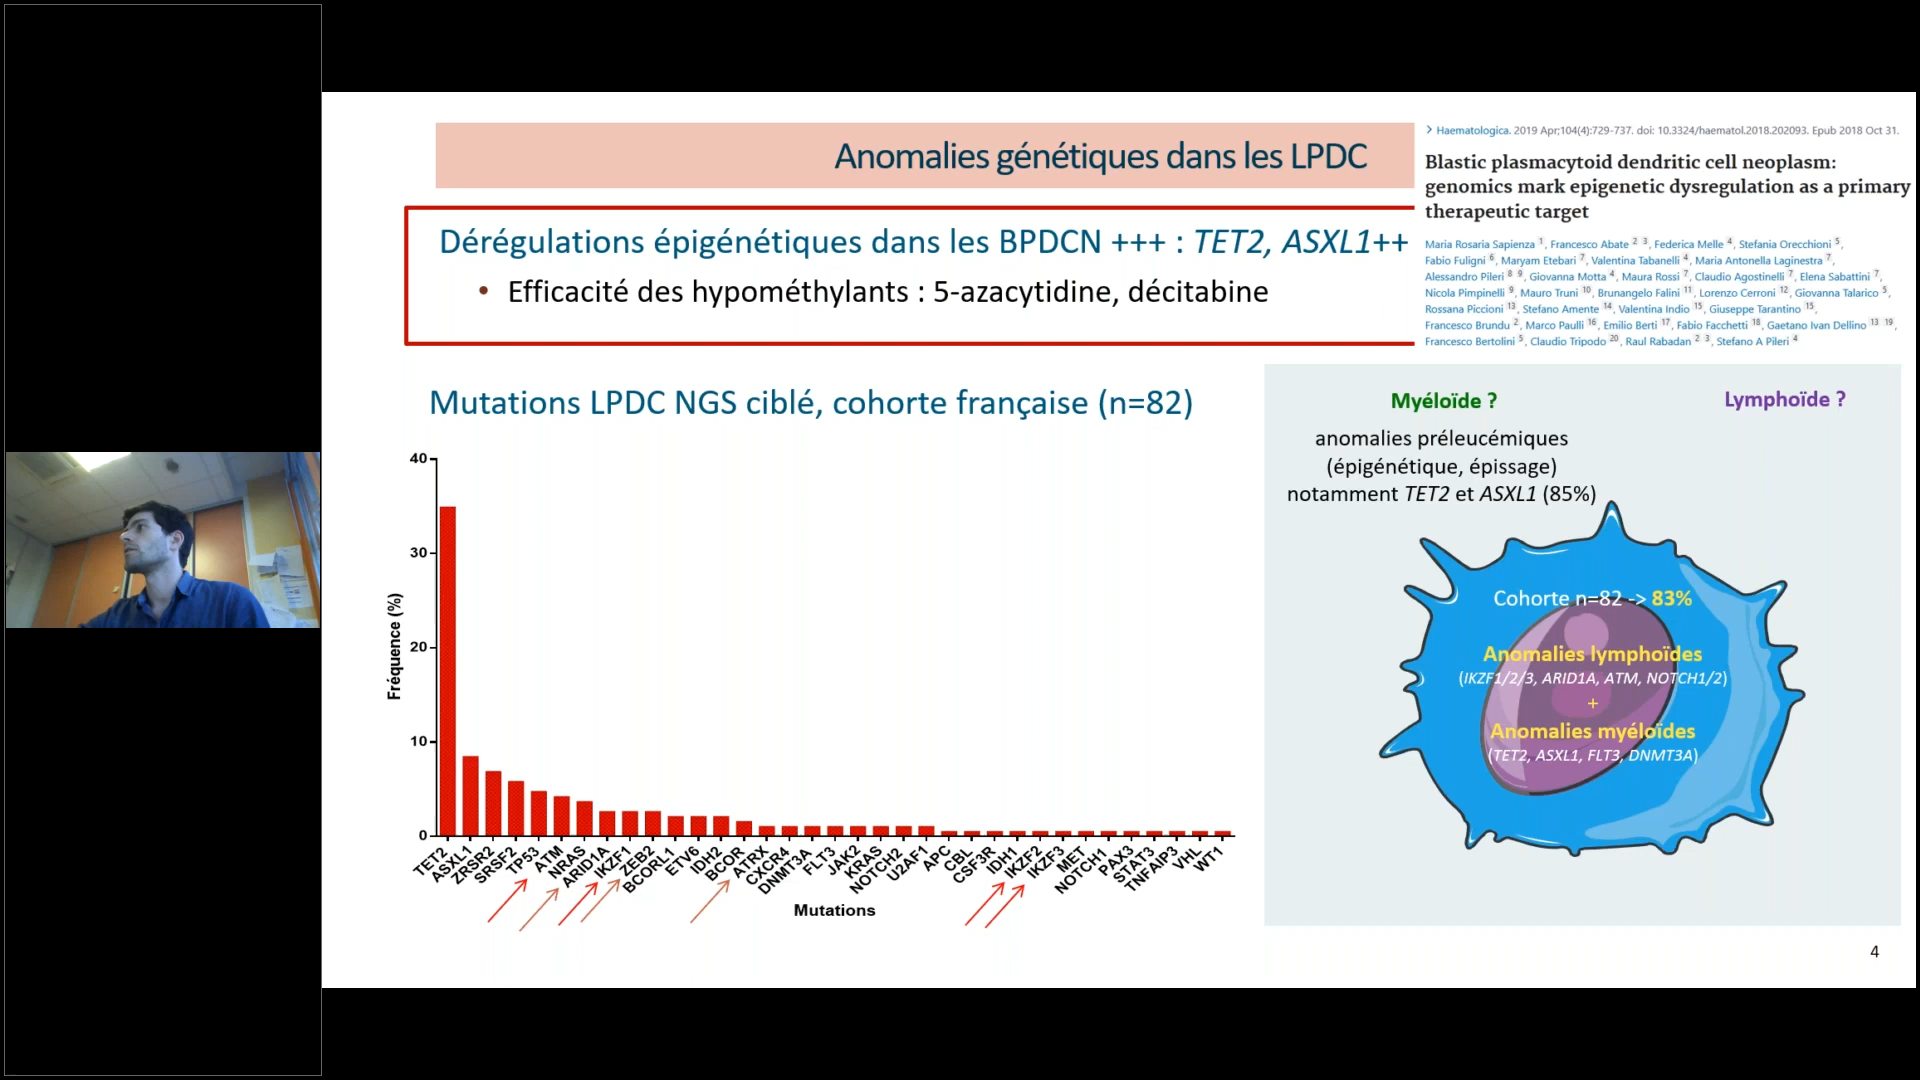 Anomalies génétiques dans les LPDC
> Haematologica. 2019 Apr;104(4):729-737. doi: 10.3324/haematol.2018.202093. Epub 2018 Oct 31.
Blastic plasmacytoid dendritic cell neoplasm:
genomics mark epigenetic dysregulation as a primary
therapeutic target
Maria Rosaria Sapienza 1, Francesco Abate 2 3, Federica Melle 4, Stefania Orecchioni 5,
Fabio Fuligni 6, Maryam Etebari 7, Valentina Tabanelli 4, Maria Antonella Laginestra 7,
Alessandro Pileri 8 9, Giovanna Motta 4, Maura Rossi 7, Claudio Agostinelli 7, Elena Sabattini 7,
Nicola Pimpinelli 9, Mauro Truni 10, Brunangelo Falini 11, Lorenzo Cerroni 12, Giovanna Talarico 5,
Rossana Piccioni 13, Stefano Amente 14, Valentina Indio 15, Giuseppe Tarantino 15,
Francesco Brundu 2, Marco Paulli 16, Emilio Berti 17, Fabio Facchetti 18, Gaetano Ivan Dellino 13 19,
Francesco Bertolini 5, Claudio Tripodo 20, Raul Rabadan 2 3, Stefano A Pileri 4
Dérégulations épigénétiques dans les BPDCN +++ : TET2, ASXL1++
• Efficacité des hypométhylants : 5-azacytidine, décitabine
Mutations LPDC NGS ciblé, cohorte française (n=82)
40
30
20
10
0
Fréquence (%)
TET2
ASXL1
ZRSR2
SRSF2
TP53
ATM
NRAS
ARID1A
IKZF1
ZEB2
BCORL1
ETV6
IDH2
BCOR
ATRX
CXCR4
DNMT3A
FLT3
JAK2
KRAS
NOTCH2
U2AF1
APC
CBL
CSF3R
IDH1
IKZF2
IKZF3
MET
NOTCH1
PAX3
STAT3
TNFAIP3
VHL
WT1
Mutations
Myéloïde ?
Lymphoïde ?
anomalies préleucémiques
(épigénétique, épissage)
notamment TET2 et ASXL1 (85%)
Cohorte n=82 -> 83%
Anomalies lymphoïdes
(IKZF1/2/3, ARID1A, ATM, NOTCH1/2)
+
Anomalies myéloïdes
(TET2, ASXL1, FLT3, DNMT3A)
4